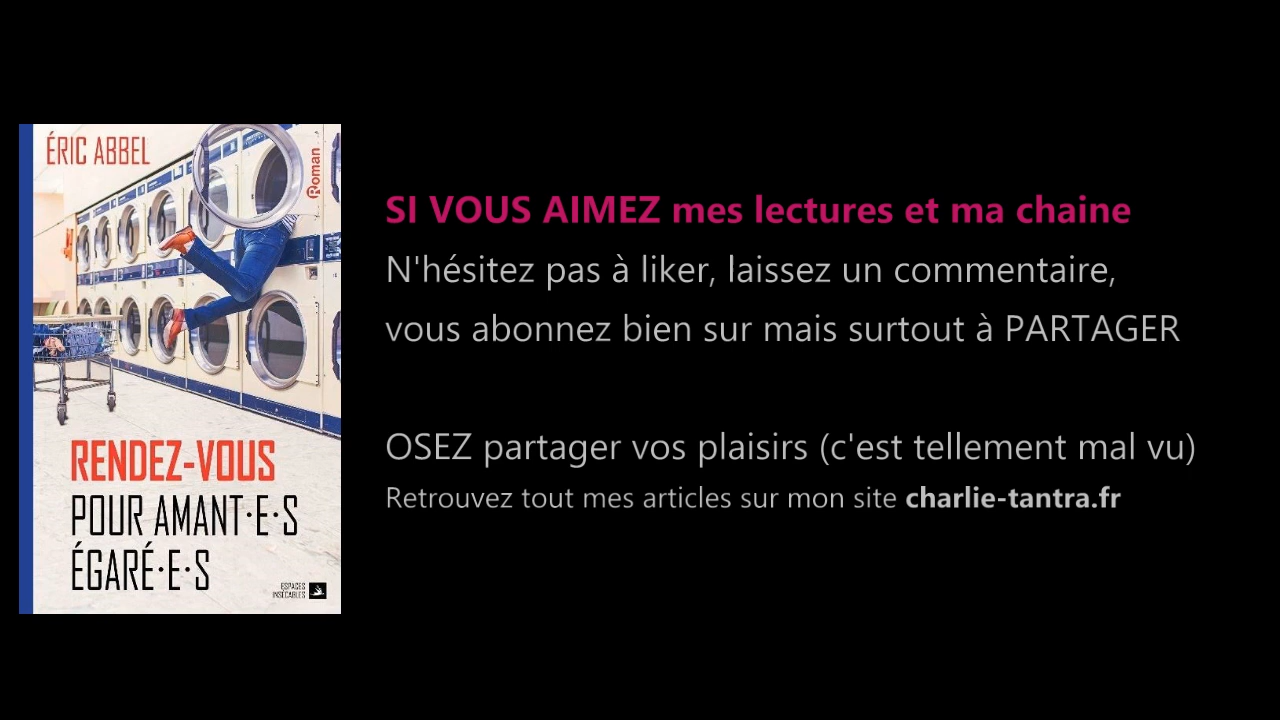 ÉRIC ABBEL
Roman
RENDEZ-VOUS
POUR AMANT·E·S
ÉGARÉ·E·S
ESPACES
INSÉCABLES
SI VOUS AIMEZ mes lectures et ma chaine
N'hésitez pas à liker, laissez un commentaire,
vous abonnez bien sur mais surtout à PARTAGER
OSEZ partager vos plaisirs (c'est tellement mal vu)
Retrouvez tout mes articles sur mon site charlie-tantra.fr